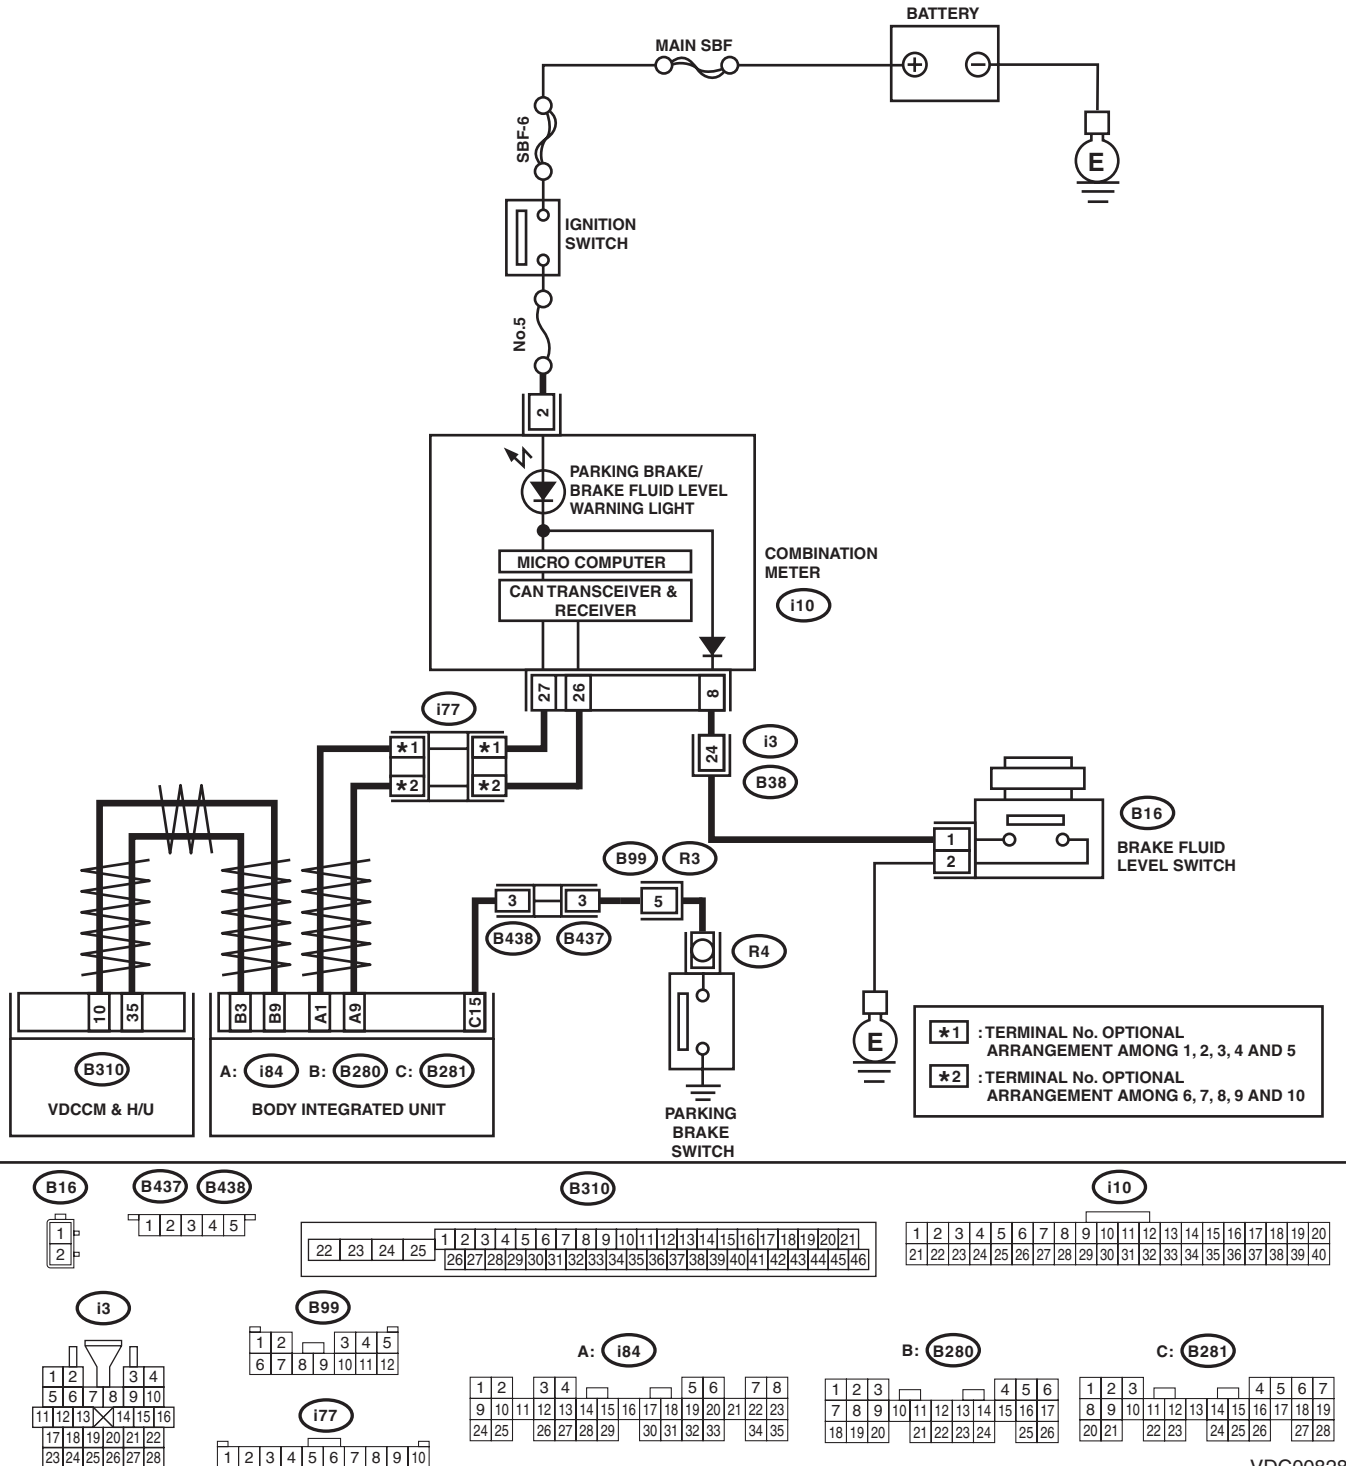 BATTERY
MAIN SBF
SBF-6
E
IGNITION
SWITCH
No.5
2
PARKING BRAKE/
BRAKE FLUID LEVEL
WARNING LIGHT
MICRO COMPUTER
CAN TRANSCEIVER &
RECEIVER
COMBINATION
METER
i10
27 26 8
i77
*1 *1
*2 *2
24
i3
B38
B16
1
2
BRAKE FLUID
LEVEL SWITCH
B99 R3
3 3 5
B438 B437
R4
10 35
B3 B9 A1 A9 C15
B310
VDCCM & H/U
A: i84 B: B280 C: B281
BODY INTEGRATED UNIT
PARKING
BRAKE
SWITCH
E
*1 : TERMINAL No. OPTIONAL
ARRANGEMENT AMONG 1, 2, 3, 4 AND 5
*2 : TERMINAL No. OPTIONAL
ARRANGEMENT AMONG 6, 7, 8, 9 AND 10
B16
1
2
B437 B438
1 2 3 4 5
B310
1 2 3 4 5 6 7 8 9 10 11 12 13 14 15 16 17 18 19 20 21
22 23 24 25
26 27 28 29 30 31 32 33 34 35 36 37 38 39 40 41 42 43 44 45 46
i10
1 2 3 4 5 6 7 8 9 10 11 12 13 14 15 16 17 18 19 20
21 22 23 24 25 26 27 28 29 30 31 32 33 34 35 36 37 38 39 40
i3
1 2 3 4
5 6 7 8 9 10
11 12 13 14 15 16
17 18 19 20 21 22
23 24 25 26 27 28
B99
1 2 3 4 5
6 7 8 9 10 11 12
i77
1 2 3 4 5 6 7 8 9 10
A: i84
1 2 3 4 5 6 7 8
9 10 11 12 13 14 15 16 17 18 19 20 21 22 23
24 25 26 27 28 29 30 31 32 33 34 35
B: B280
1 2 3 4 5 6
7 8 9 10 11 12 13 14 15 16 17
18 19 20 21 22 23 24 25 26
C: B281
1 2 3 4 5 6 7
8 9 10 11 12 13 14 15 16 17 18 19
20 21 22 23 24 25 26 27 28